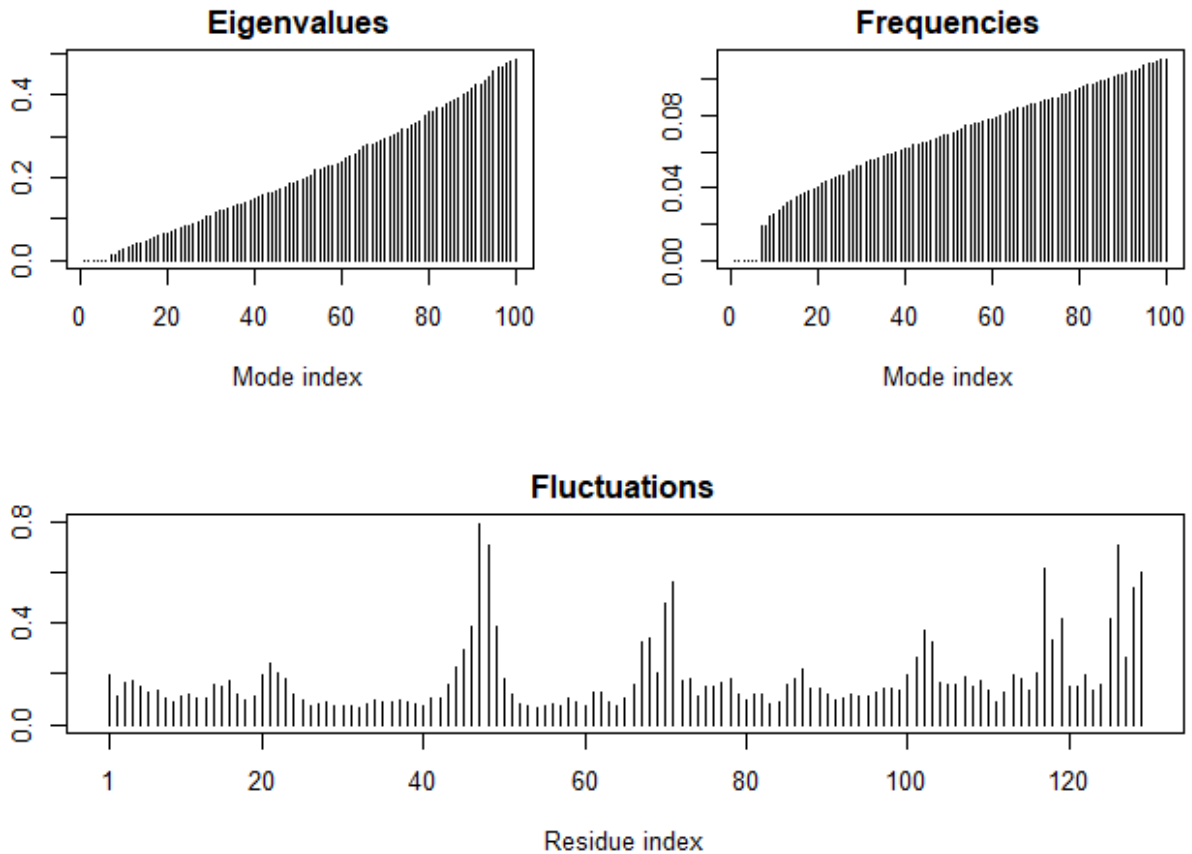 Eigenvalues
0.4
0.2
0.0
0 20 40 60 80 100
Mode index
Frequencies
0.08
0.04
0.00
0 20 40 60 80 100
Mode index
Fluctuations
0.8
0.4
0.0
1 20 40 60 80 100 120
Residue index